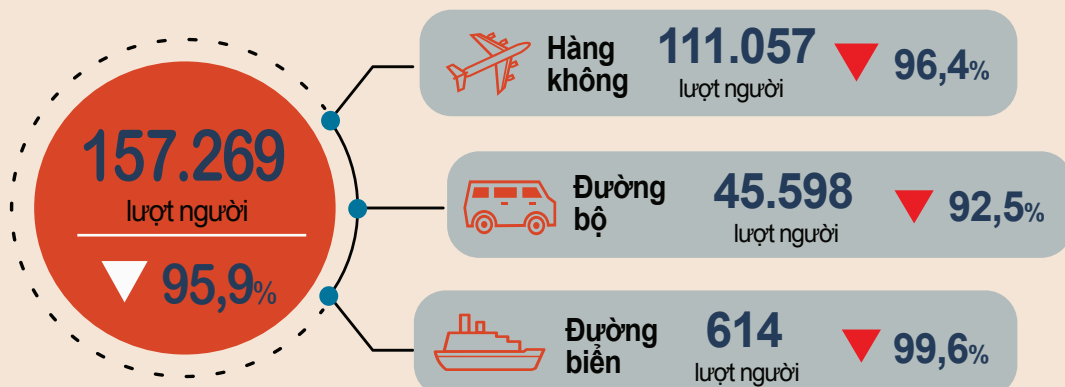 157.269
lượt người
95,9%
Hàng
không
111.057
lượt người
96,4%
Đường
bộ
45.598
lượt người
92,5%
Đường
biển
614
lượt người
99,6%